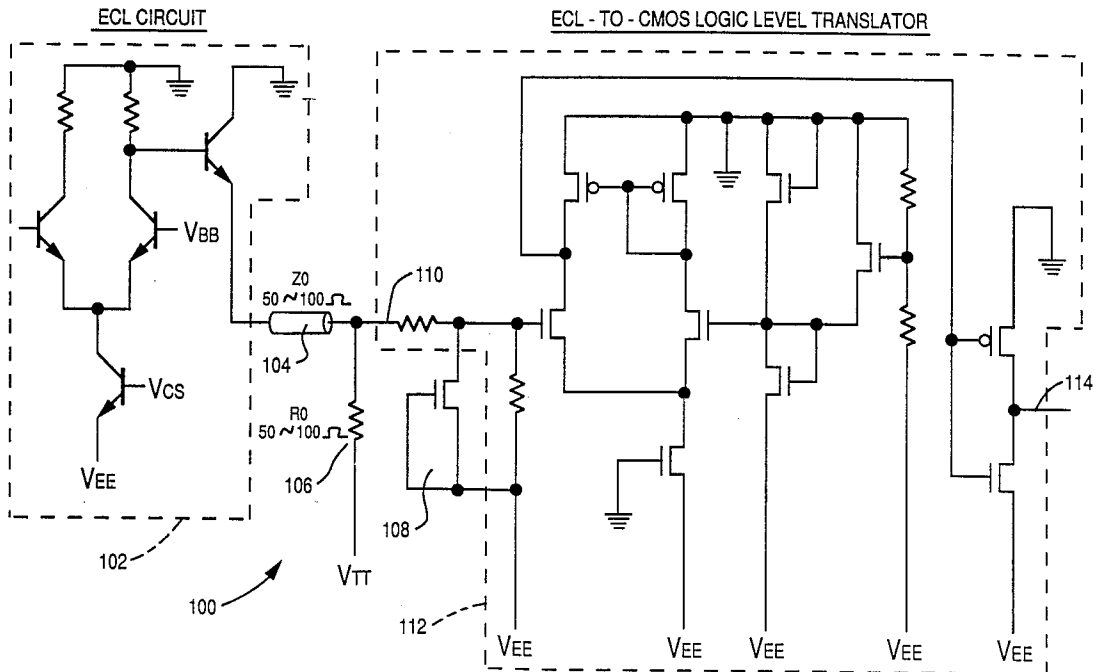 ECL CIRCUIT
ECL - TO - CMOS LOGIC LEVEL TRANSLATOR
VBB
Z0
50 ~ 100 Ω
110
104
VCS
R0
50 ~ 100 Ω
106
108
114
VEE
102
100
VTT
112
VEE
VEE
VEE
VEE
VEE